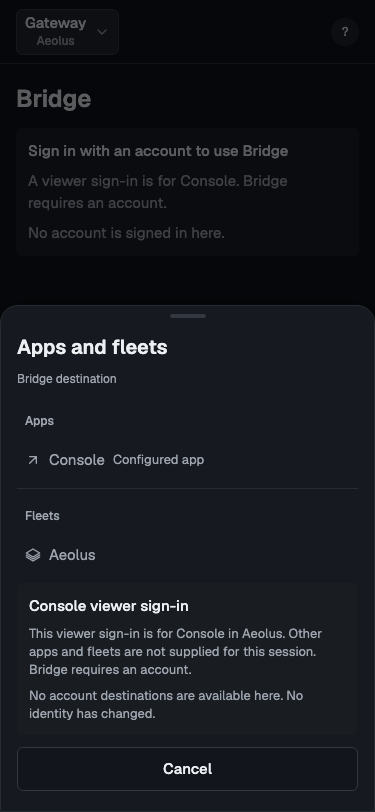 Gateway
Aeolus
?
Bridge
Sign in with an account to use Bridge
A viewer sign-in is for Console. Bridge
requires an account.
No account is signed in here.
Apps and fleets
Bridge destination
Apps
Console Configured app
Fleets
Aeolus
Console viewer sign-in
This viewer sign-in is for Console in Aeolus. Other
apps and fleets are not supplied for this session.
Bridge requires an account.
No account destinations are available here. No
identity has changed.
Cancel